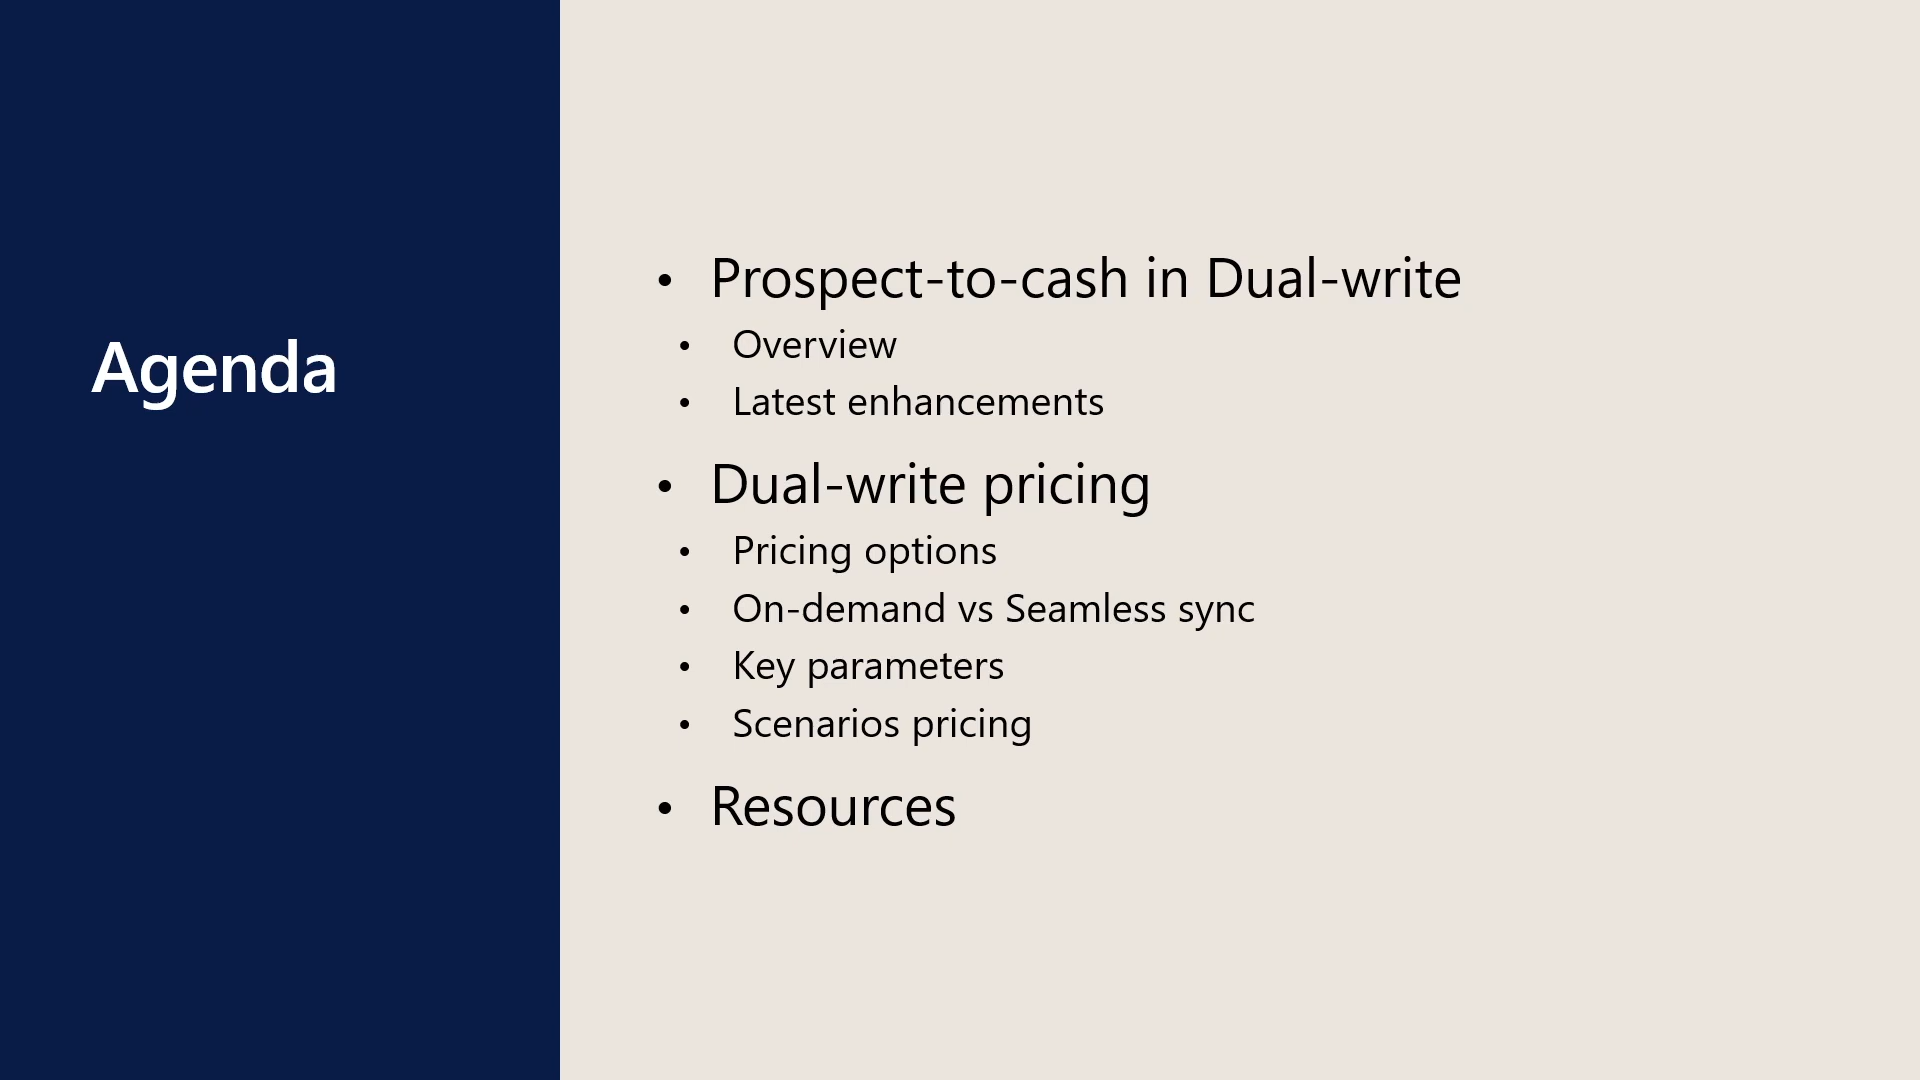 Agenda
• Prospect-to-cash in Dual-write
• Overview
• Latest enhancements
• Dual-write pricing
• Pricing options
• On-demand vs Seamless sync
• Key parameters
• Scenarios pricing
• Resources